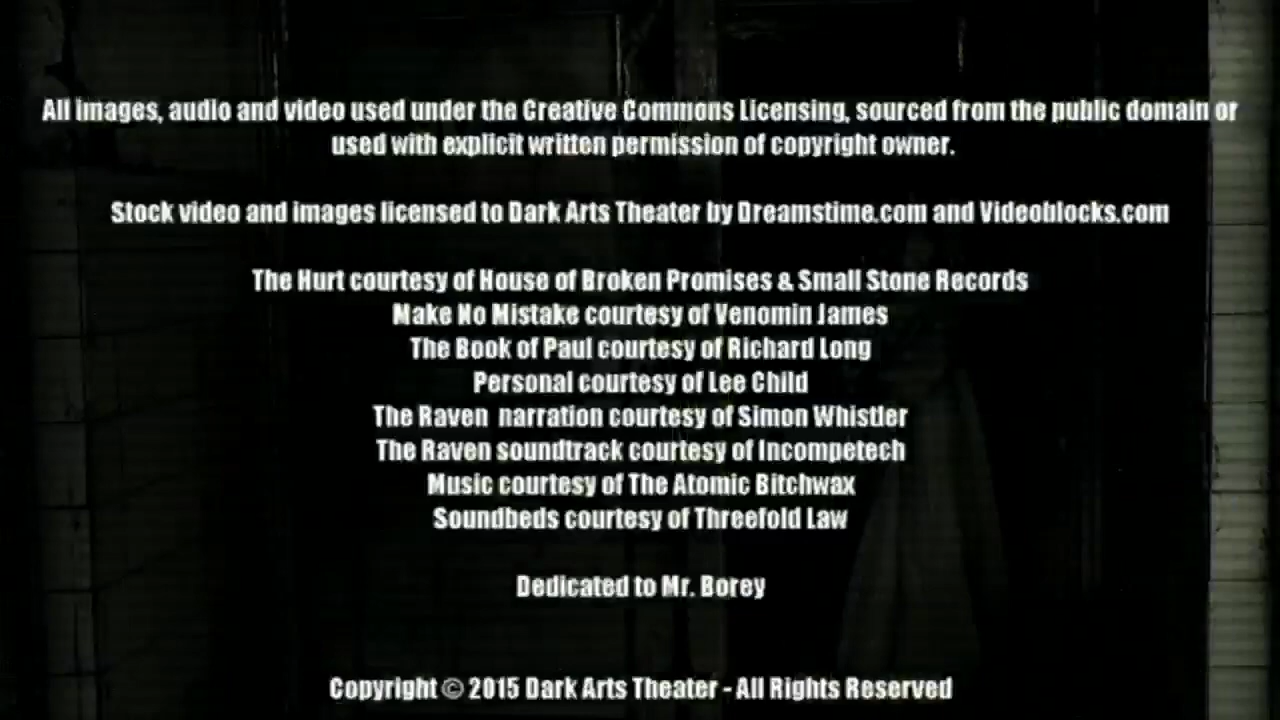 All images, audio and video used under the Creative Commons Licensing, sourced from the public domain or
used with explicit written permission of copyright owner.
Stock video and images licensed to Dark Arts Theater by Dreamstime.com and Videoblocks.com
The Hurt courtesy of House of Broken Promises & Small Stone Records
Make No Mistake courtesy of Venomin James
The Book of Paul courtesy of Richard Long
Personal courtesy of Lee Child
The Raven narration courtesy of Simon Whistler
The Raven soundtrack courtesy of Incompetech
Music courtesy of The Atomic Bitchwax
Soundbeds courtesy of Threefold Law
Dedicated to Mr. Borey
Copyright © 2015 Dark Arts Theater - All Rights Reserved